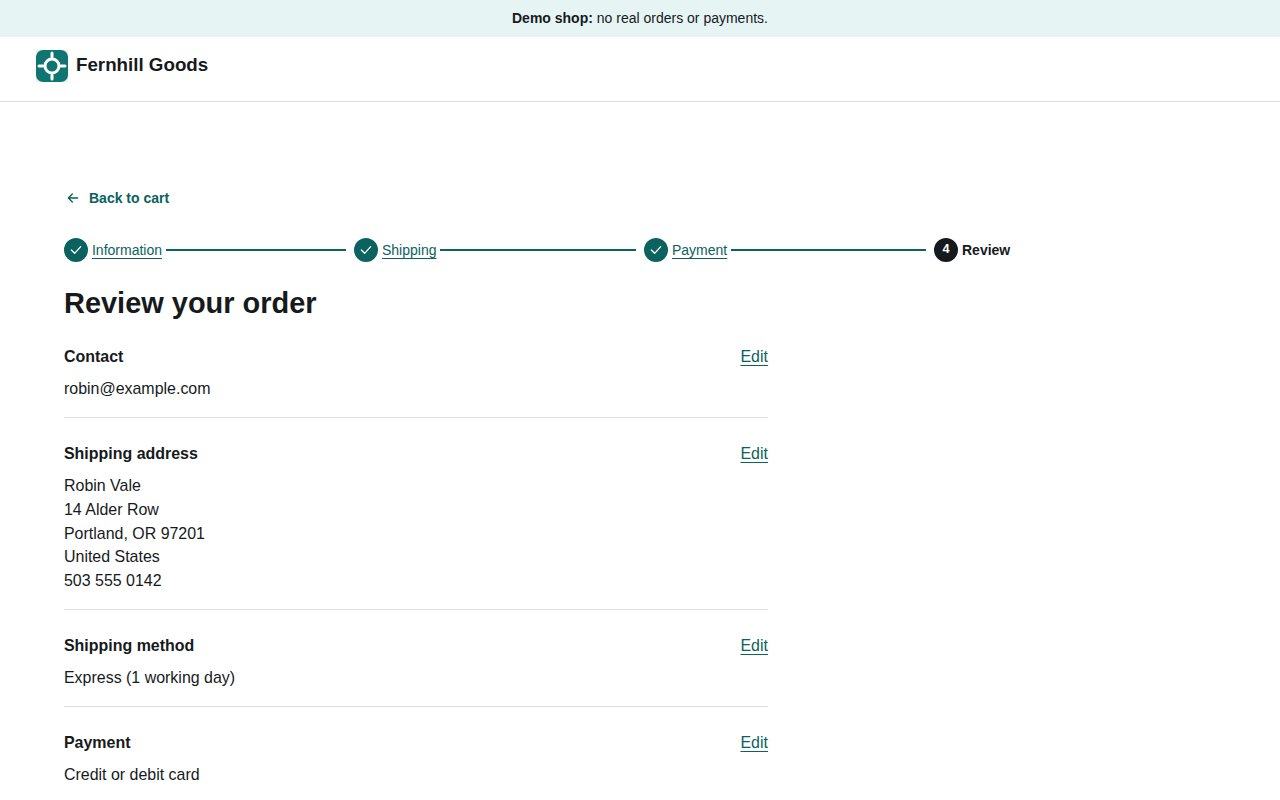 Demo shop: no real orders or payments.
Fernhill Goods
Back to cart
Information Shipping Payment 4 Review
Review your order
Contact Edit
robin@example.com
Shipping address Edit
Robin Vale
14 Alder Row
Portland, OR 97201
United States
503 555 0142
Shipping method Edit
Express (1 working day)
Payment Edit
Credit or debit card